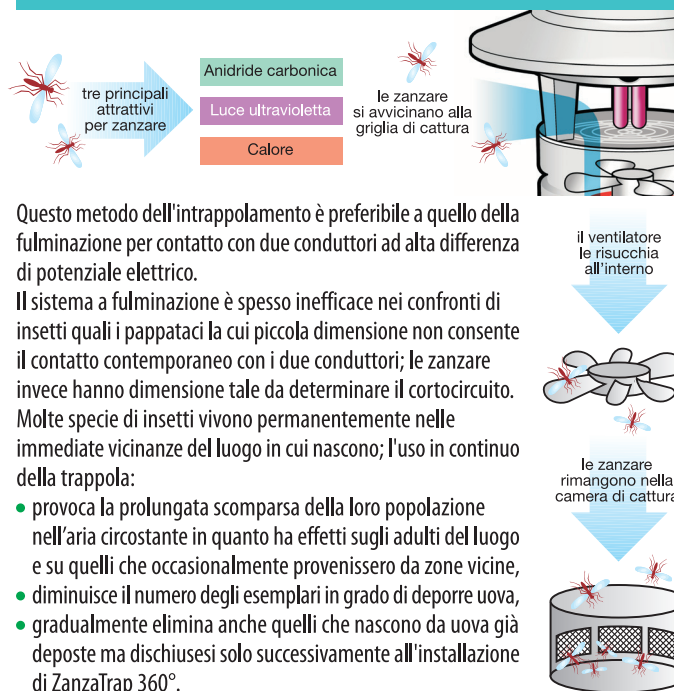 tre principali
attrattivi
per zanzare
Anidride carbonica
Luce ultravioletta
Calore
le zanzare
si avvicinano alla
griglia di cattura
Questo metodo dell'intrappolamento è preferibile a quello della
fulminazione per contatto con due conduttori ad alta differenza
di potenziale elettrico.
Il sistema a fulminazione è spesso inefficace nei confronti di
insetti quali i pappataci la cui piccola dimensione non consente
il contatto contemporaneo con i due conduttori; le zanzare
invece hanno dimensione tale da determinare il cortocircuito.
Molte specie di insetti vivono permanentemente nelle
immediate vicinanze del luogo in cui nascono; l'uso in continuo
della trappola:
• provoca la prolungata scomparsa della loro popolazione
nell'aria circostante in quanto ha effetti sugli adulti del luogo
e su quelli che occasionalmente provenissero da zone vicine,
• diminuisce il numero degli esemplari in grado di deporre uova,
• gradualmente elimina anche quelli che nascono da uova già
deposte ma dischiusesi solo successivamente all'installazione
di ZanzaTrap 360°.
il ventilatore
le risucchia
all'interno
le zanzare
rimangono nella
camera di cattura